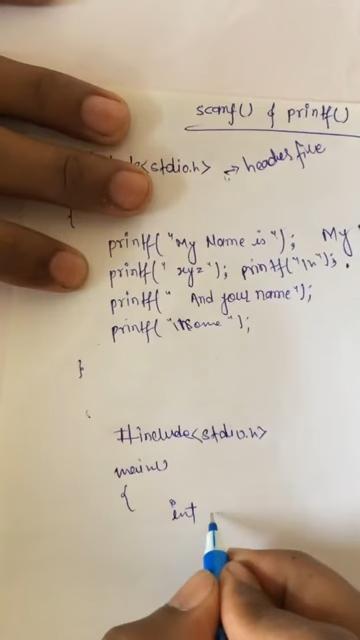 scanf() & printf()
<stdio.h> → header file
{
printf("My Name is"); My
printf(" xyz"); printf("\n");
printf(" And your name");
printf("\n
}
#include<stdio.h>
main()
{
int